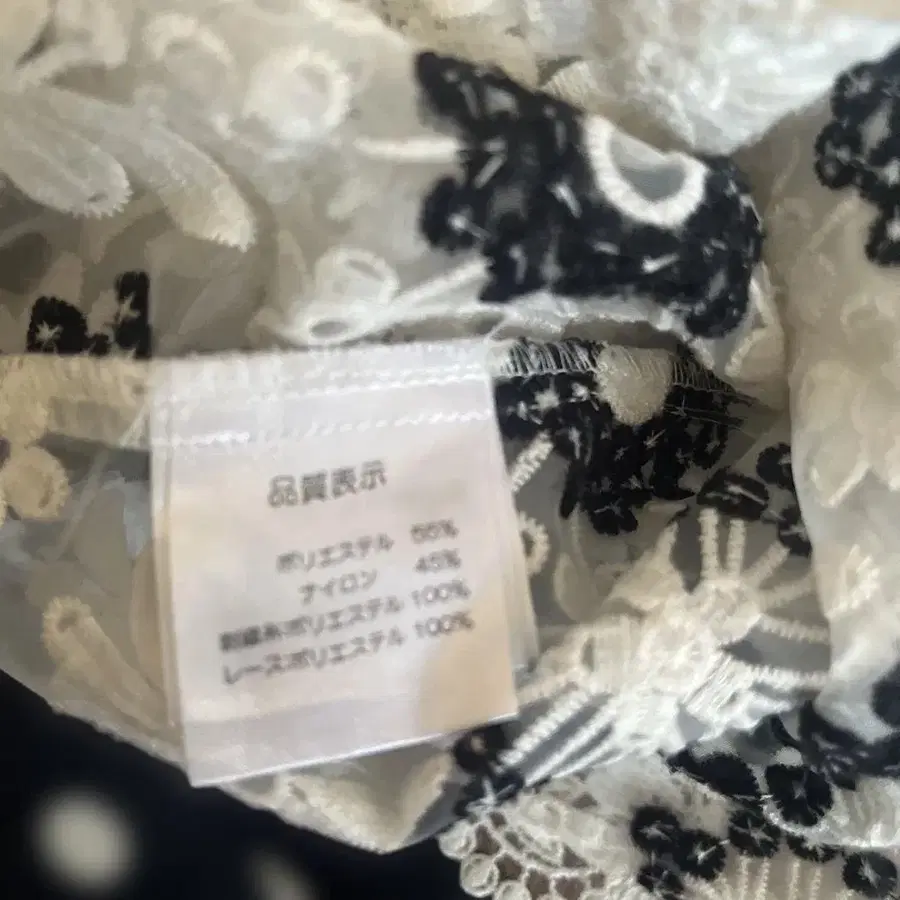 品質表示
ポリエステル 55%
ナイロン 45%
刺繍糸ポリエステル 100%
レースポリエステル 100%